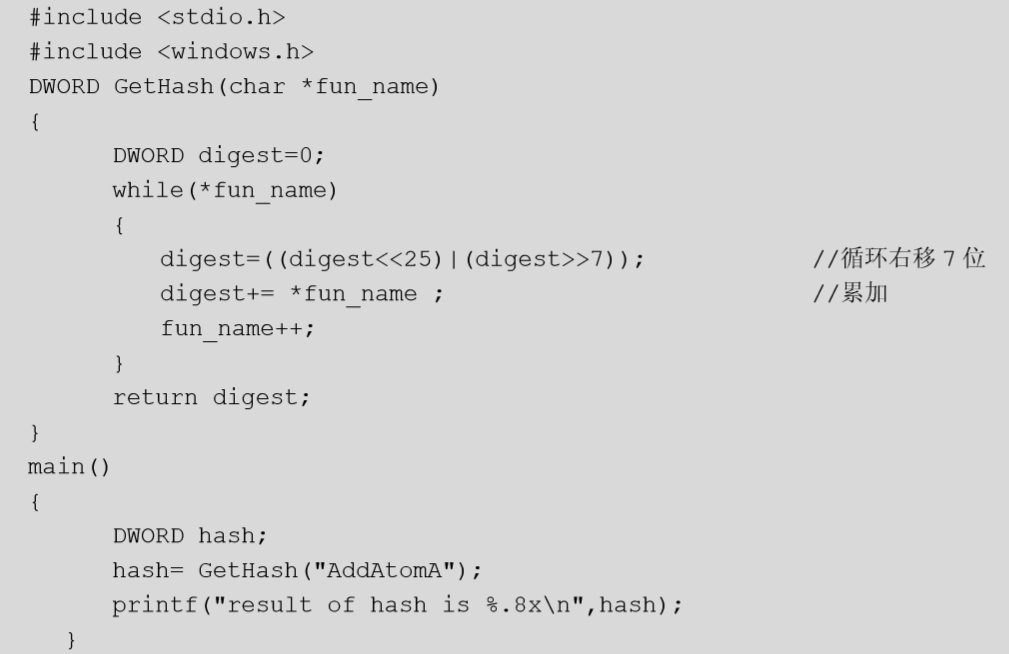 #include <stdio.h>
#include <windows.h>
DWORD GetHash(char *fun_name)
{
DWORD digest=0;
while(*fun_name)
{
digest=((digest<<25)|(digest>>7)); //循环右移 7 位
digest+= *fun_name ; //累加
fun_name++;
}
return digest;
}
main()
{
DWORD hash;
hash= GetHash("AddAtomA");
printf("result of hash is %.8x\n",hash);
}